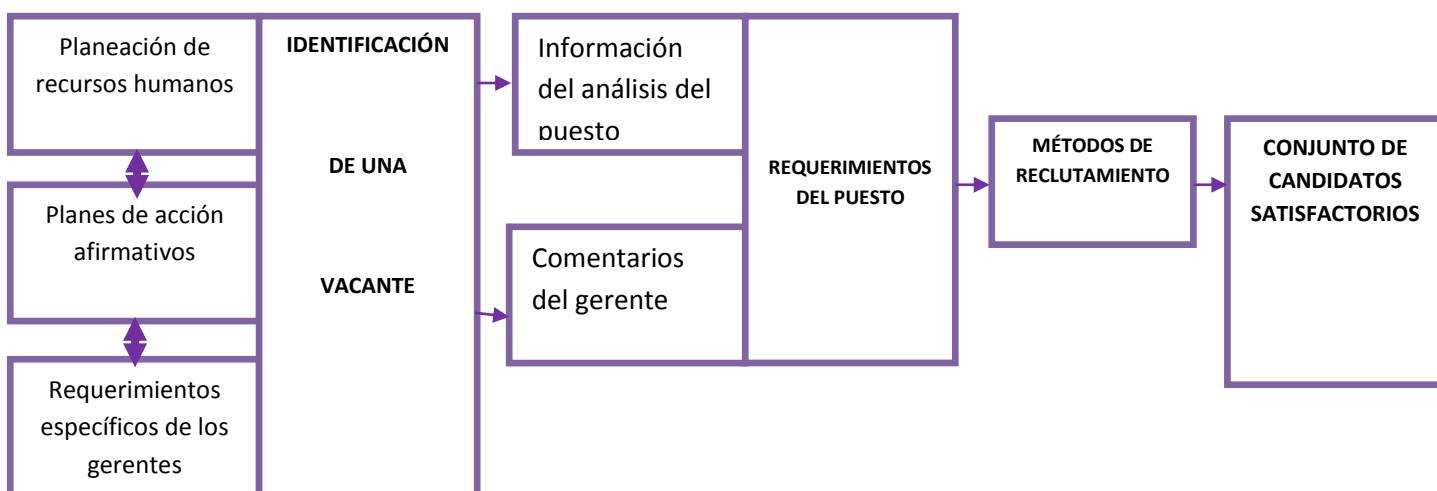 Planeación de
recursos humanos
Planes de acción
afirmativos
Requerimientos
específicos de los
gerentes
IDENTIFICACIÓN
DE UNA
VACANTE
Información
del análisis del
puesto
Comentarios
del gerente
REQUERIMIENTOS
DEL PUESTO
MÉTODOS DE
RECLUTAMIENTO
CONJUNTO DE
CANDIDATOS
SATISFACTORIOS